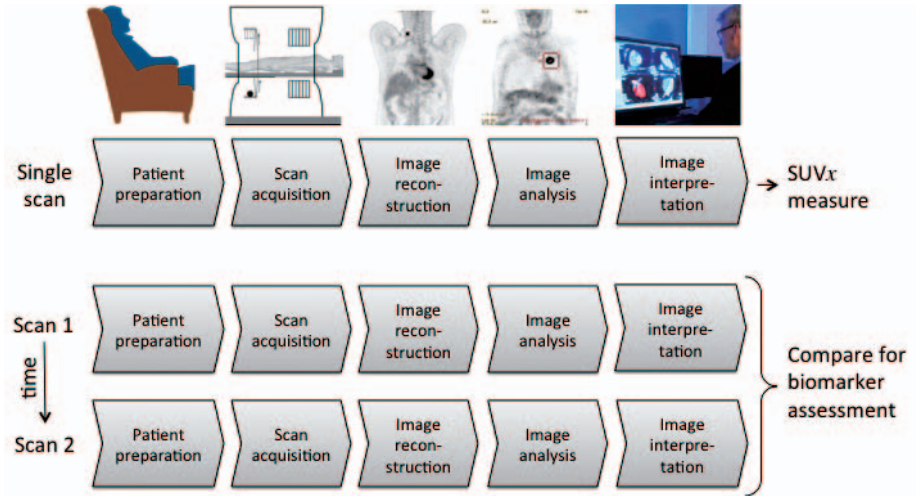 Single
scan
Patient
preparation
Scan
acquisition
Image
recon-
struction
Image
analysis
Image
interpre-
tation
SUVx
measure
Scan 1
Patient
preparation
Scan
acquisition
Image
recon-
struction
Image
analysis
Image
interpre-
tation
time
Compare for
biomarker
assessment
Scan 2
Patient
preparation
Scan
acquisition
Image
recon-
struction
Image
analysis
Image
interpre-
tation